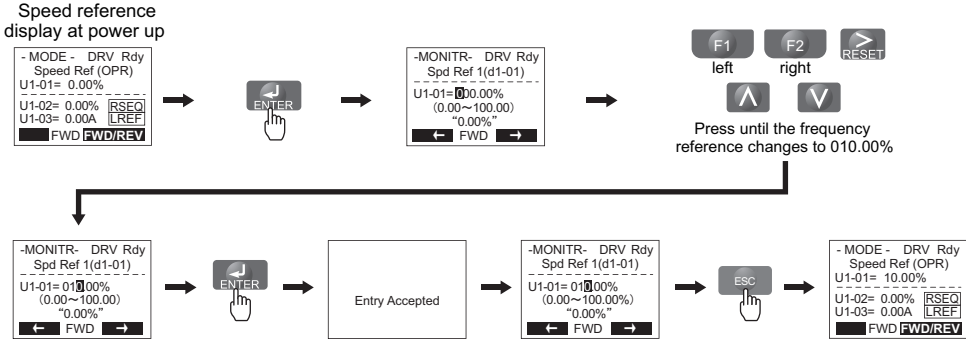 Speed reference
display at power up
- MODE - DRV Rdy
Speed Ref (OPR)
U1-01= 0.00%
U1-02= 0.00% RSEQ
U1-03= 0.00A LREF
FWD FWD/REV
ENTER
-MONITR- DRV Rdy
Spd Ref 1(d1-01)
U1-01= 000.00%
(0.00~100.00)
“0.00%”
← FWD →
F1 F2 > RESET
left right
∧ ∨
Press until the frequency
reference changes to 010.00%
-MONITR- DRV Rdy
Spd Ref 1(d1-01)
U1-01= 010.00%
(0.00~100.00)
“0.00%”
← FWD →
ENTER
Entry Accepted
-MONITR- DRV Rdy
Spd Ref 1(d1-01)
U1-01= 010.00%
(0.00~100.00%)
“0.00%”
← FWD →
ESC
- MODE - DRV Rdy
Speed Ref (OPR)
U1-01= 10.00%
U1-02= 0.00% RSEQ
U1-03= 0.00A LREF
FWD FWD/REV